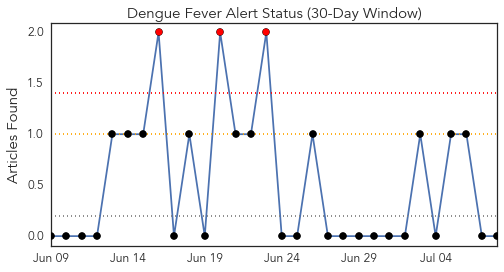 Dengue Fever Alert Status (30-Day Window)
Articles Found
2.0
1.5
1.0
0.5
0.0
Jun 09
Jun 14
Jun 19
Jun 24
Jun 29
Jul 04